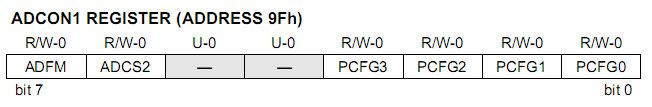 ADCON1 REGISTER (ADDRESS 9Fh)
R/W-0 R/W-0 U-0 U-0 R/W-0 R/W-0 R/W-0 R/W-0
ADFM ADCS2 — — PCFG3 PCFG2 PCFG1 PCFG0
bit 7 bit 0